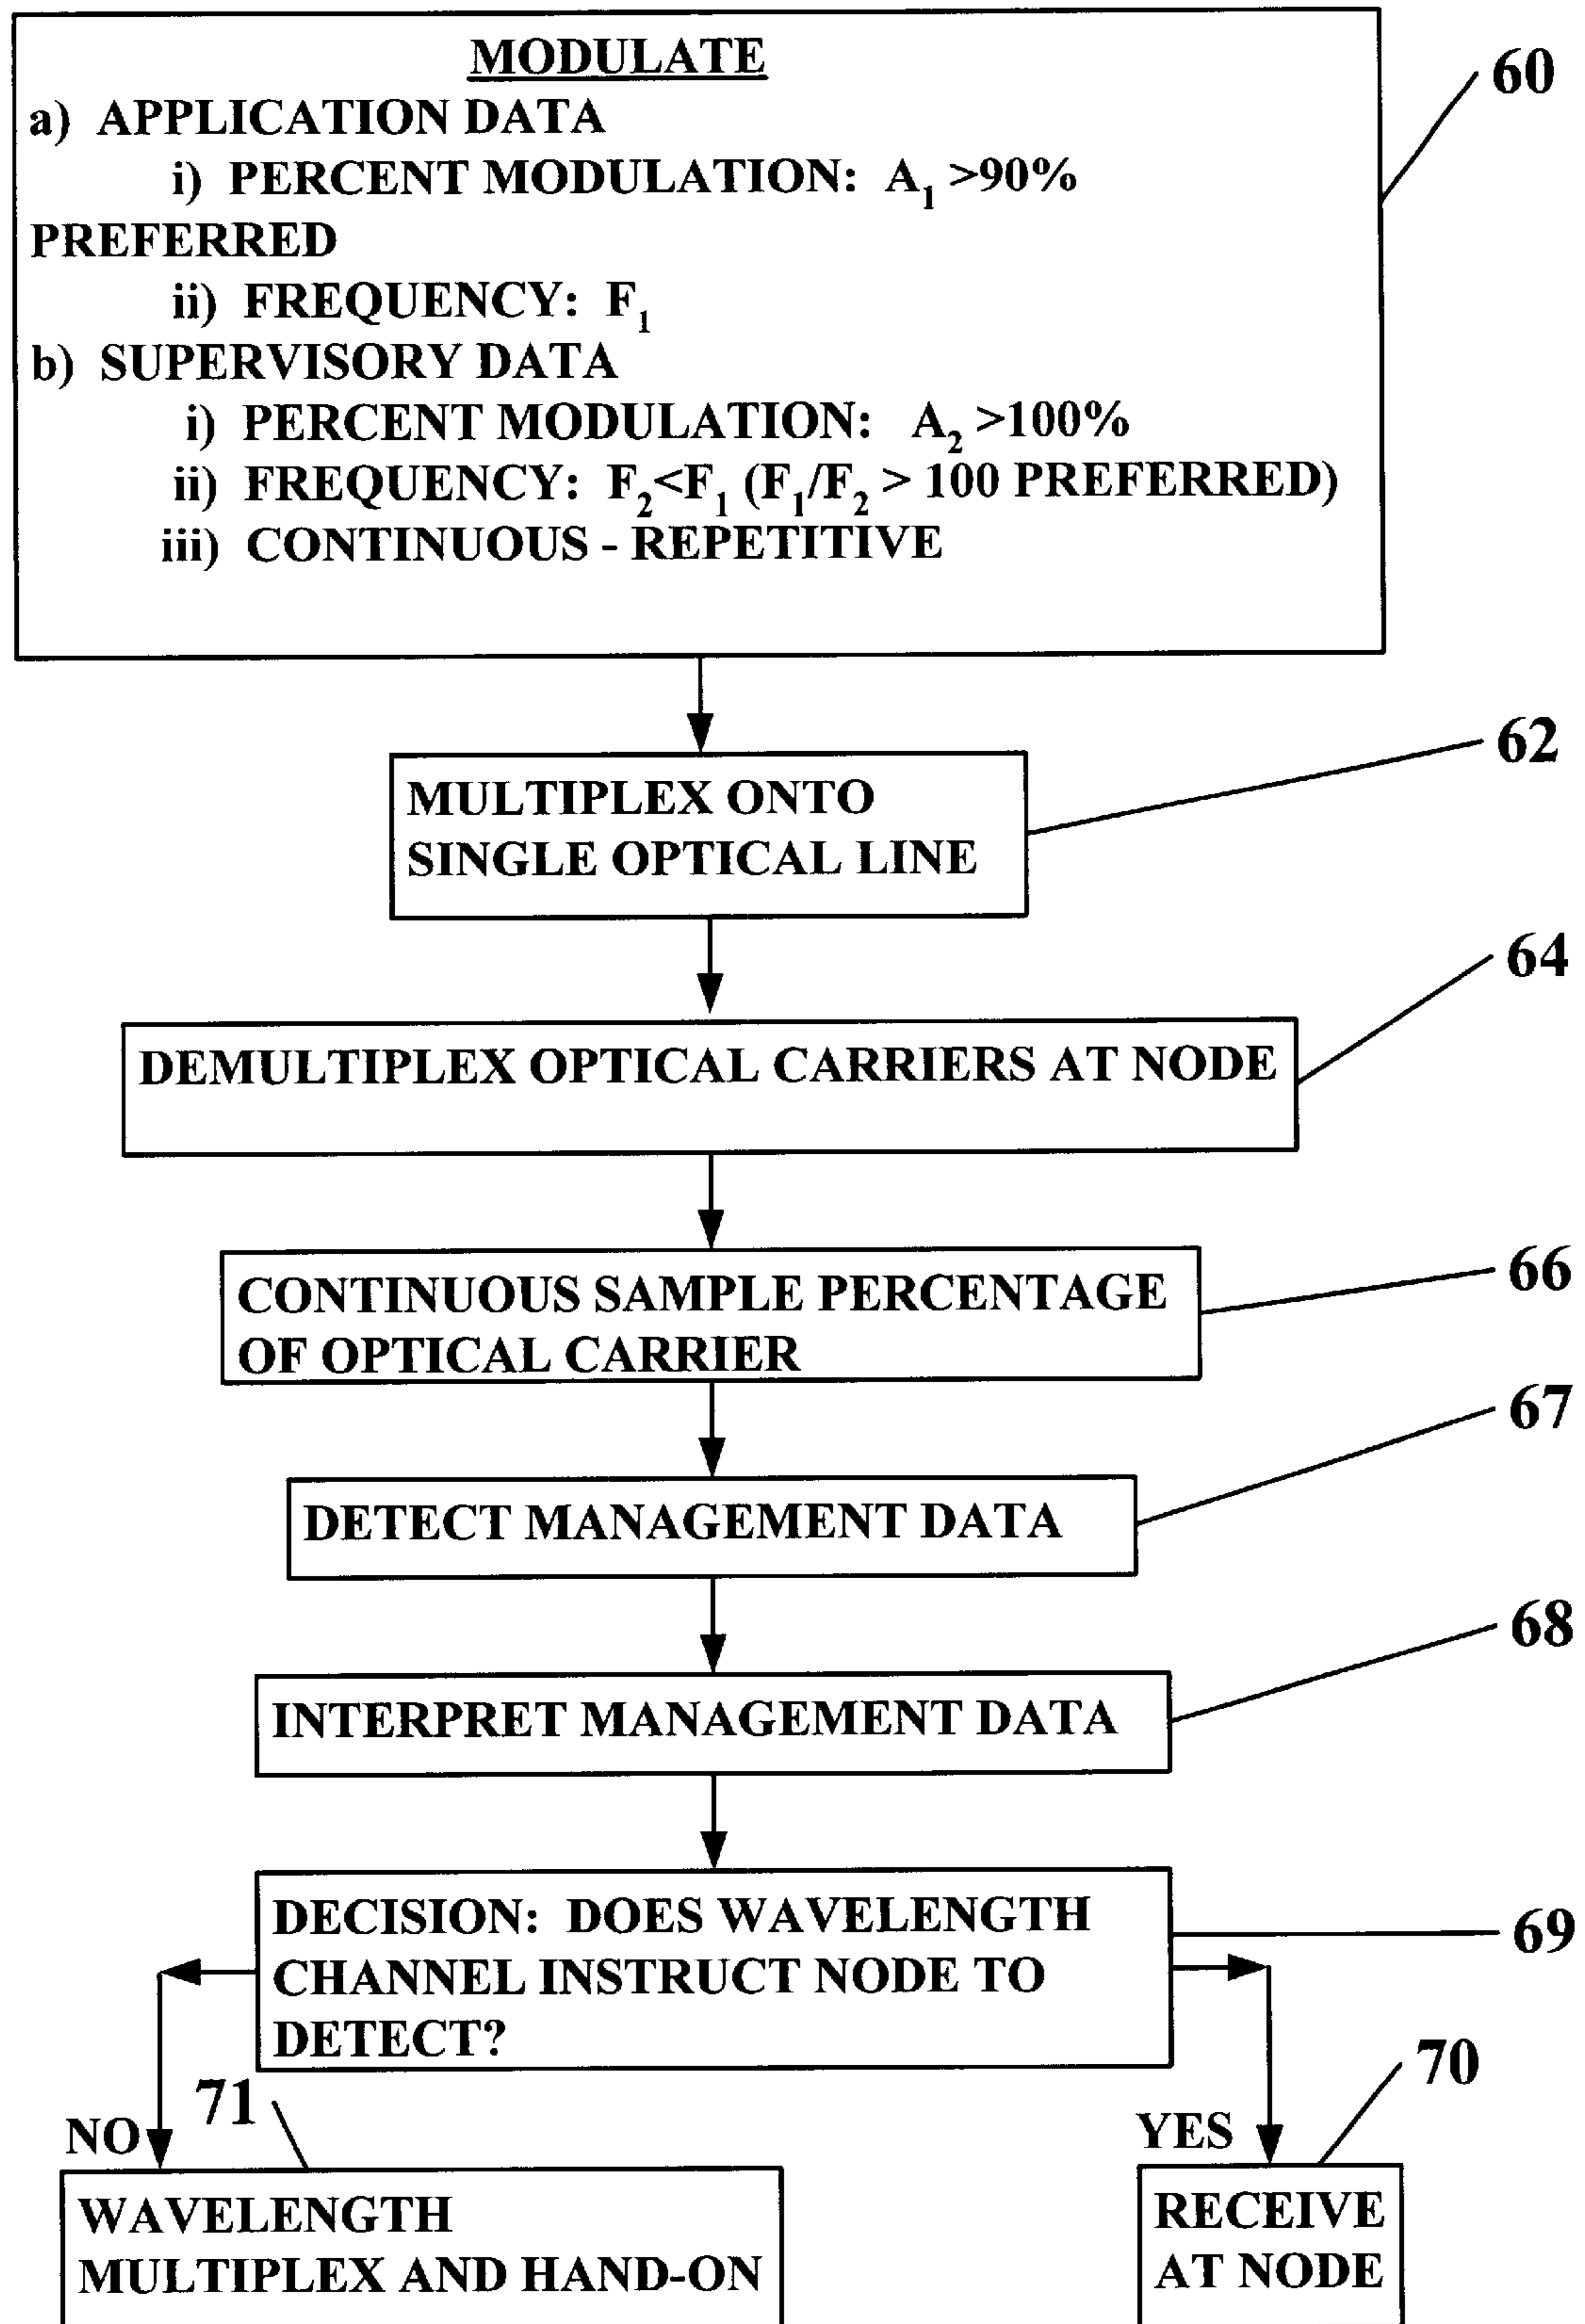 MODULATE
60
a) APPLICATION DATA
i) PERCENT MODULATION: A₁ >90%
PREFERRED
ii) FREQUENCY: F₁
b) SUPERVISORY DATA
i) PERCENT MODULATION: A₂ >100%
ii) FREQUENCY: F₂<F₁ (F₁/F₂ > 100 PREFERRED)
iii) CONTINUOUS - REPETITIVE
62
MULTIPLEX ONTO
SINGLE OPTICAL LINE
64
DEMULTIPLEX OPTICAL CARRIERS AT NODE
66
CONTINUOUS SAMPLE PERCENTAGE
OF OPTICAL CARRIER
67
DETECT MANAGEMENT DATA
68
INTERPRET MANAGEMENT DATA
DECISION: DOES WAVELENGTH
69
CHANNEL INSTRUCT NODE TO
DETECT?
70
71
NO
YES
WAVELENGTH
MULTIPLEX AND HAND-ON
RECEIVE
AT NODE